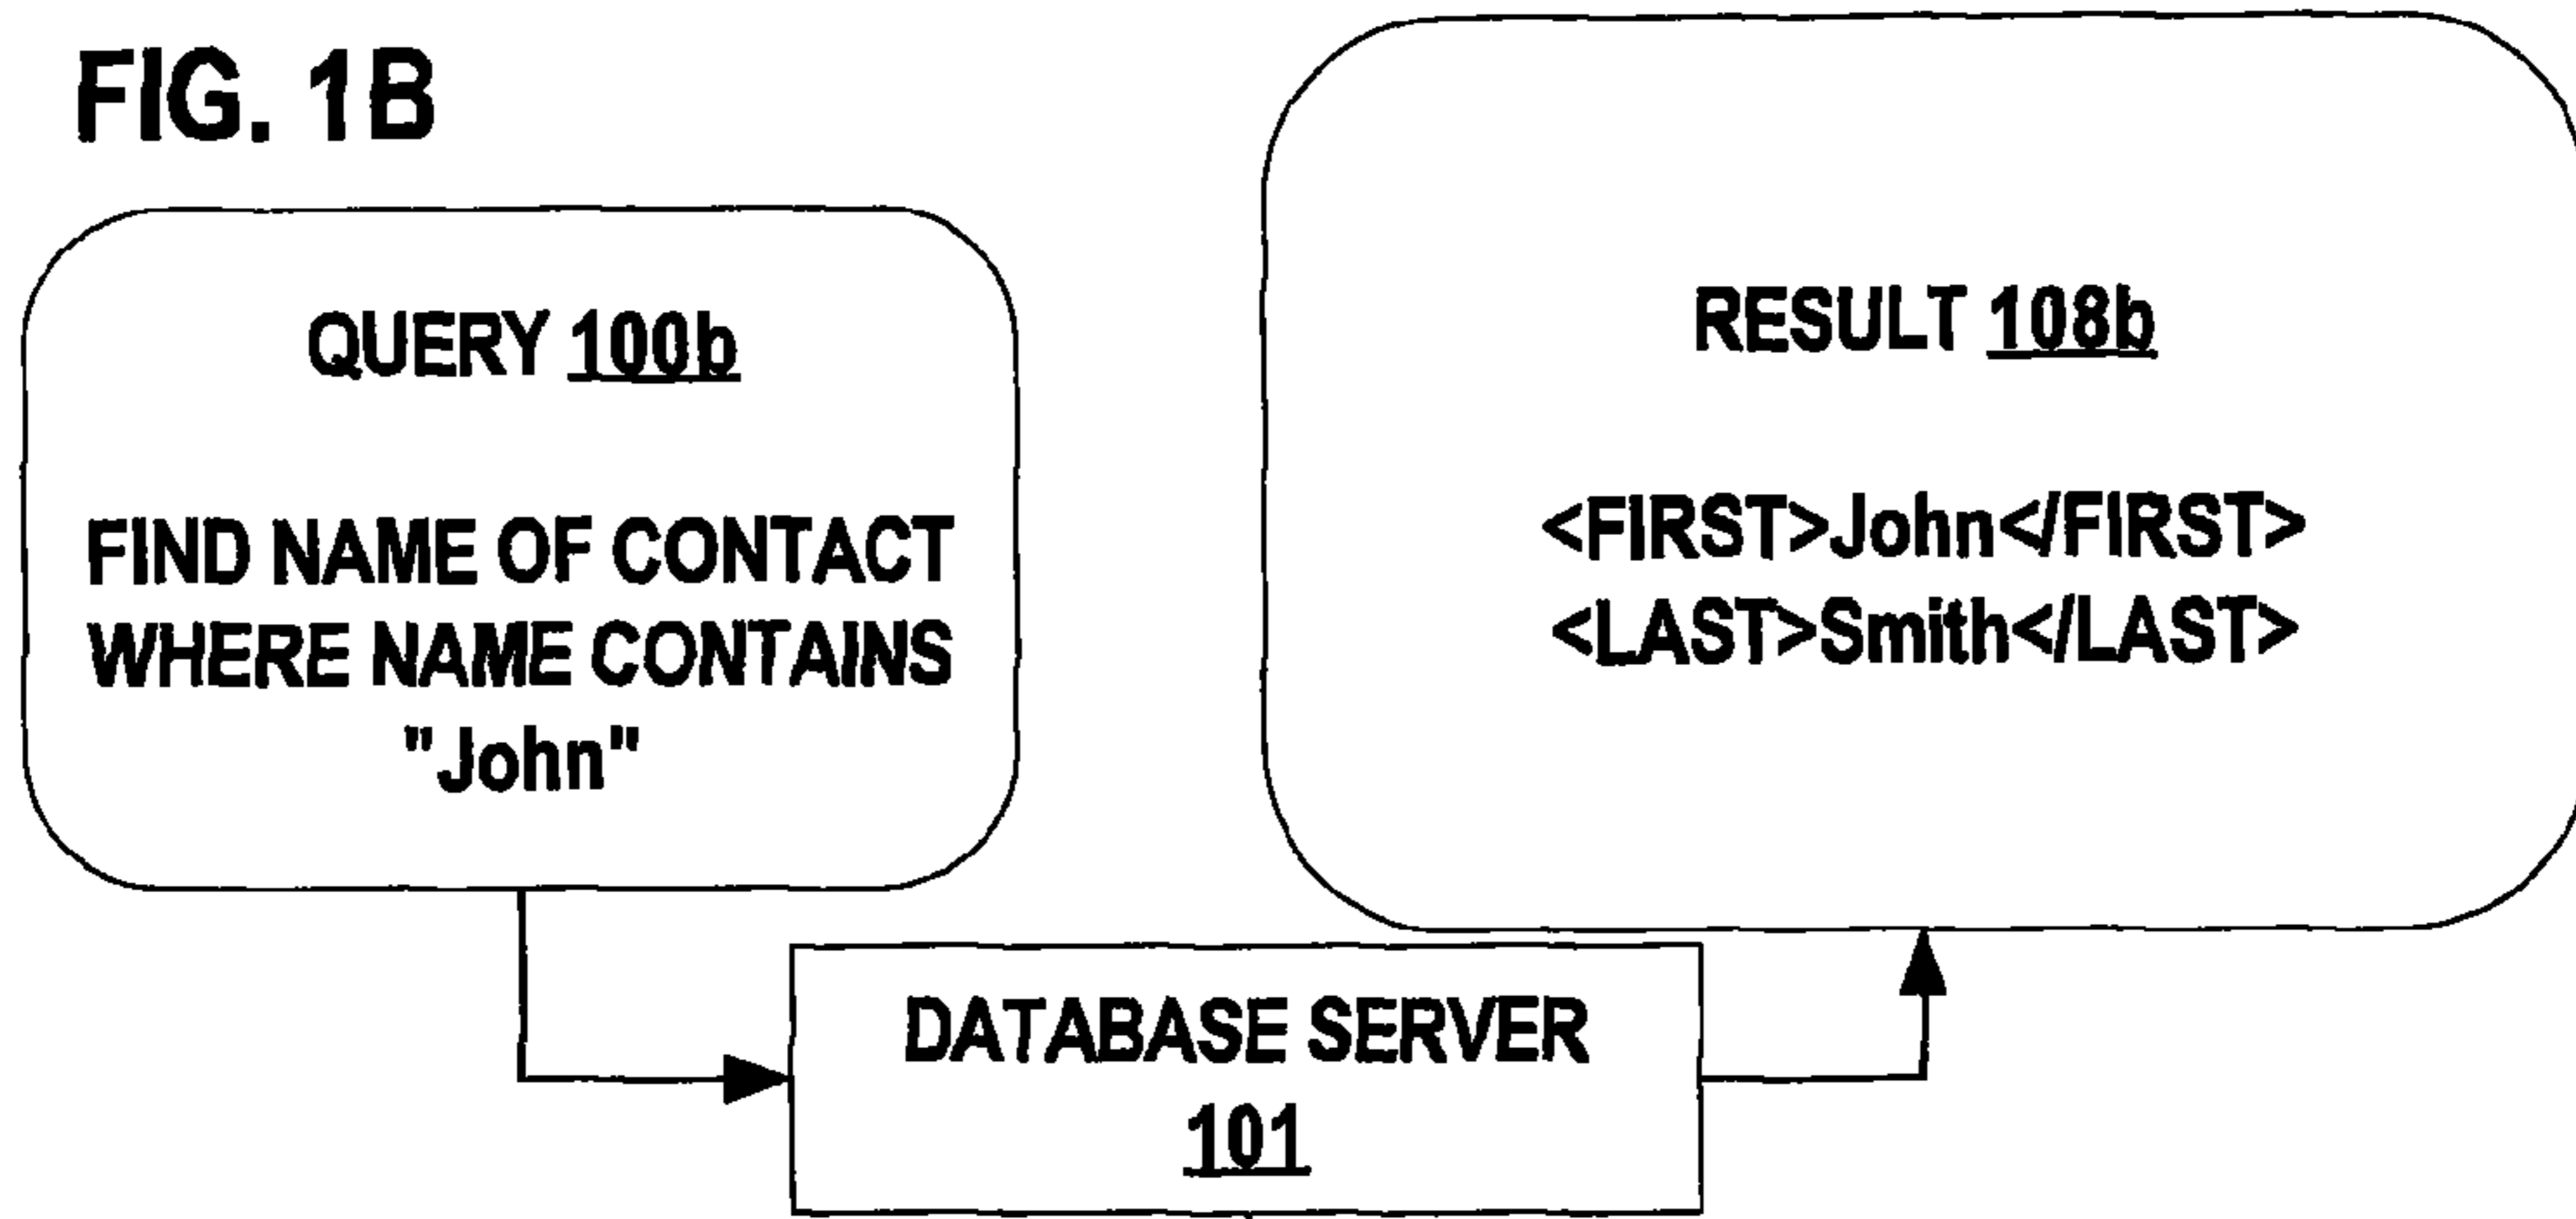 FIG. 1B
QUERY 100b
FIND NAME OF CONTACT
WHERE NAME CONTAINS
"John"
RESULT 108b
<FIRST>John</FIRST>
<LAST>Smith</LAST>
DATABASE SERVER
101